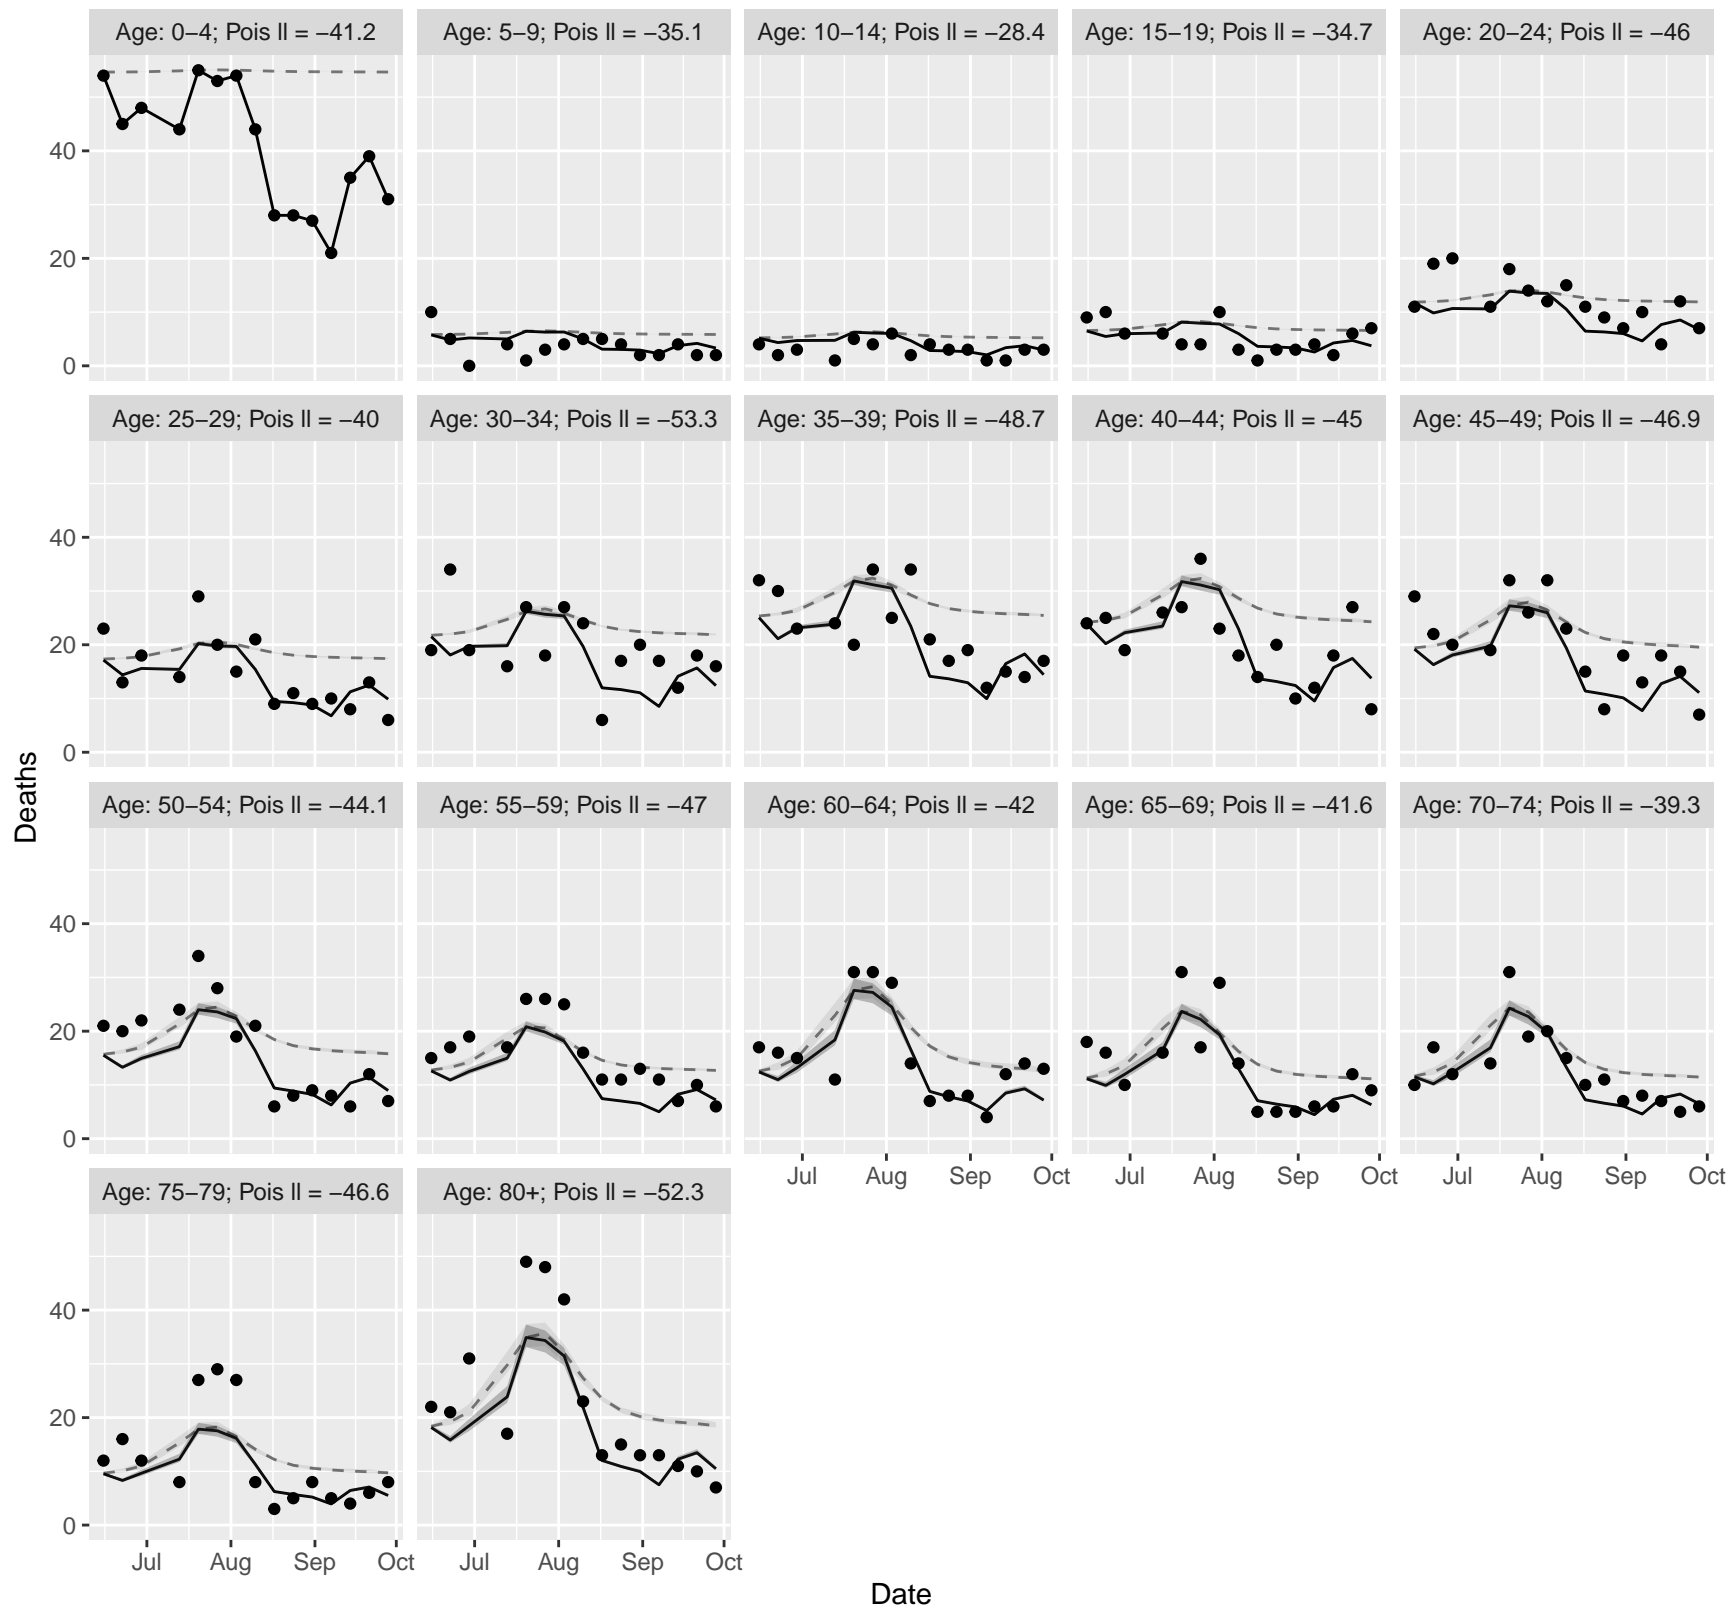 Age: 0−4; Pois ll = −41.2
Age: 5−9; Pois ll = −35.1
Age: 10−14; Pois ll = −28.4
Age: 15−19; Pois ll = −34.7
Age: 20−24; Pois ll = −46
40
20
0
Age: 25−29; Pois ll = −40
Age: 30−34; Pois ll = −53.3
Age: 35−39; Pois ll = −48.7
Age: 40−44; Pois ll = −45
Age: 45−49; Pois ll = −46.9
40
20
0
Deaths
Age: 50−54; Pois ll = −44.1
Age: 55−59; Pois ll = −47
Age: 60−64; Pois ll = −42
Age: 65−69; Pois ll = −41.6
Age: 70−74; Pois ll = −39.3
40
20
0
Jul Aug Sep Oct
Jul Aug Sep Oct
Jul Aug Sep Oct
Age: 75−79; Pois ll = −46.6
Age: 80+; Pois ll = −52.3
40
20
0
Jul Aug Sep Oct
Jul Aug Sep Oct
Date